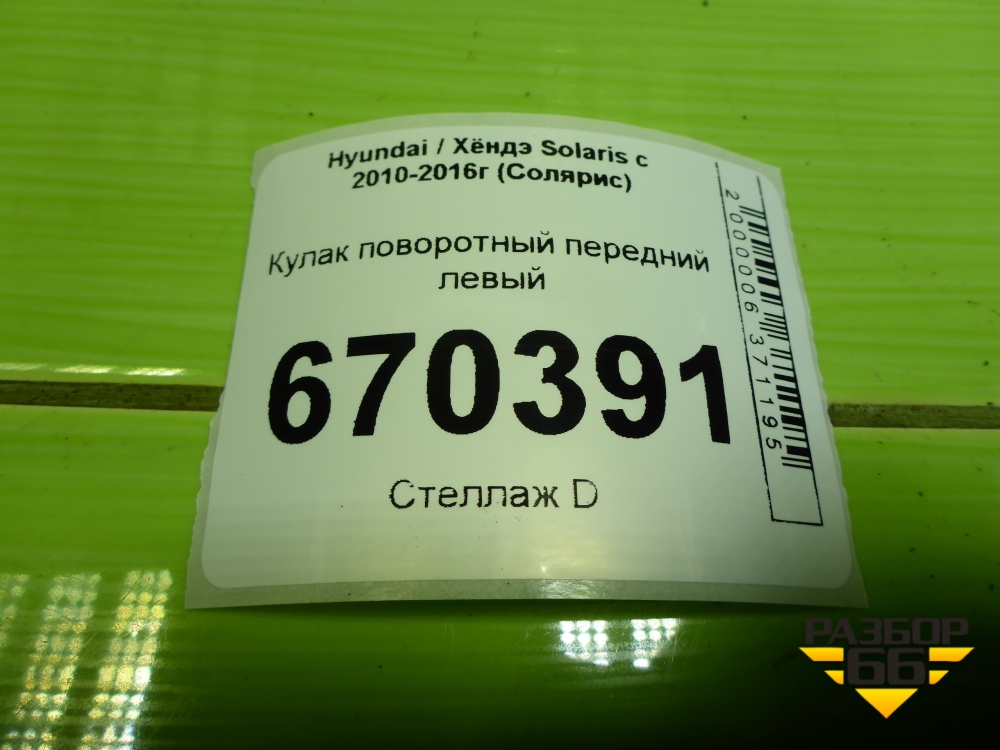 Hyundai / Хёндэ Solaris с
2010-2016г (Солярис)
Кулак поворотный передний
левый
670391
Стеллаж D
2000006371195
РАЗБОР
66